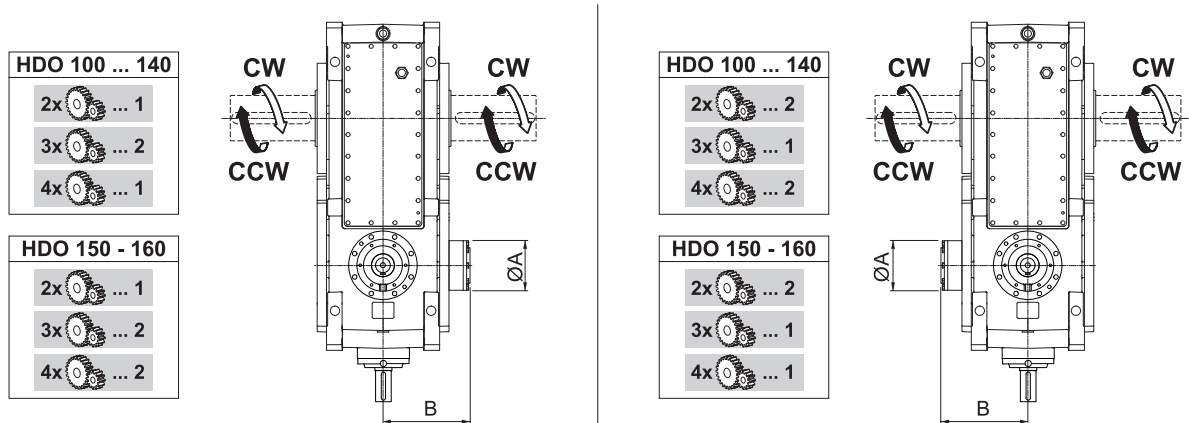 HDO 100 ... 140
2x ... 1
3x ... 2
4x ... 1
HDO 150 - 160
2x ... 1
3x ... 2
4x ... 2
CW
CCW
CW
CCW
ØA
B
HDO 100 ... 140
2x ... 2
3x ... 1
4x ... 2
HDO 150 - 160
2x ... 2
3x ... 1
4x ... 1
CW
CCW
CW
CCW
ØA
B